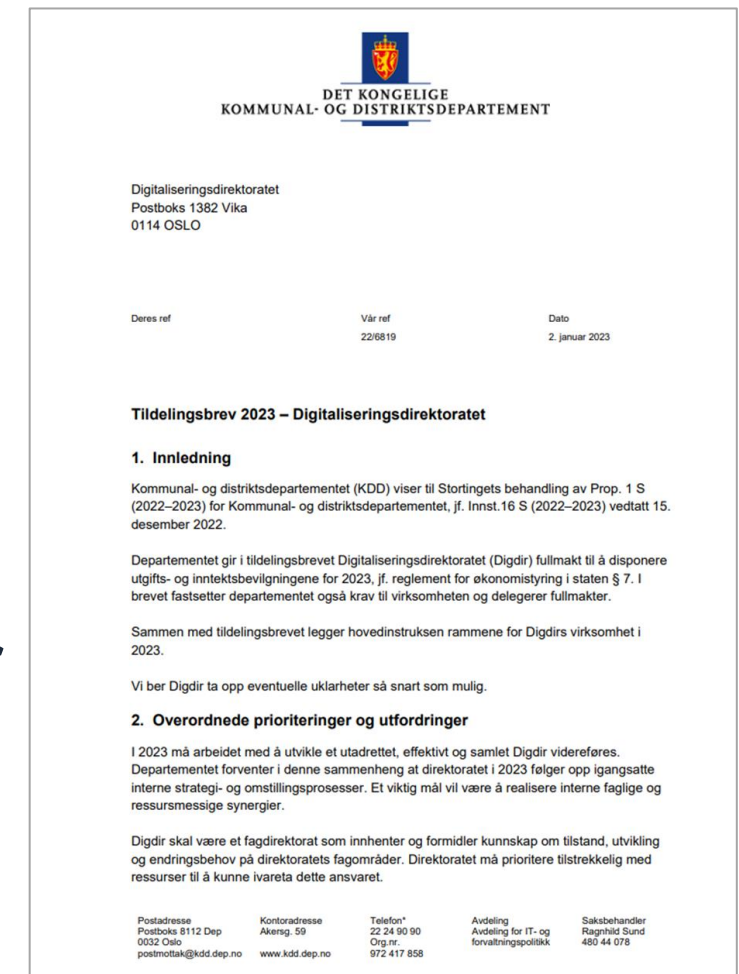 DET KONGELIGE
KOMMUNAL- OG DISTRIKTSDEPARTEMENT
Digitaliseringsdirektoratet
Postboks 1382 Vika
0114 OSLO
Deres ref
Vår ref
Dato
22/6819
2. januar 2023
Tildelingsbrev 2023 – Digitaliseringsdirektoratet
1. Innledning
Kommunal- og distriktsdepartementet (KDD) viser til Stortingets behandling av Prop. 1 S
(2022–2023) for Kommunal- og distriktsdepartementet, jf. Innst.16 S (2022–2023) vedtatt 15.
desember 2022.
Departementet gir i tildelingsbrevet Digitaliseringsdirektoratet (Digdir) fullmakt til å disponere
utgifts- og inntektsbevilgningene for 2023, jf. reglement for økonomistyring i staten § 7. I
brevet fastsetter departementet også krav til virksomheten og delegerer fullmakter.
Sammen med tildelingsbrevet legger hovedinstruksen rammene for Digdirs virksomhet i
2023.
Vi ber Digdir ta opp eventuelle uklarheter så snart som mulig.
2. Overordnede prioriteringer og utfordringer
I 2023 må arbeidet med å utvikle et utadrettet, effektivt og samlet Digdir videreføres.
Departementet forventer i denne sammenheng at direktoratet i 2023 følger opp igangsatte
interne strategi- og omstillingsprosesser. Et viktig mål vil være å realisere interne faglige og
ressursmessige synergier.
Digdir skal være et fagdirektorat som innhenter og formidler kunnskap om tilstand, utvikling
og endringsbehov på direktoratets fagområder. Direktoratet må prioritere tilstrekkelig med
ressurser til å kunne ivareta dette ansvaret.
Postadresse
Postboks 8112 Dep
0032 Oslo
postmottak@kdd.dep.no
Kontoradresse
Akersg. 59
www.kdd.dep.no
Telefon*
22 24 90 90
Org.nr.
972 417 858
Avdeling
Avdeling for IT- og
forvaltningspolitikk
Saksbehandler
Ragnhild Sund
480 44 078